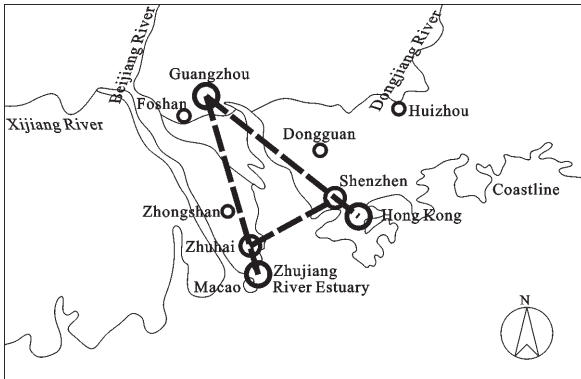 Beijiang River
Dongjiang River
Guangzhou
Foshan
Huizhou
Xijiang River
Dongguan
Shenzhen
Coastline
Zhongshan
Hong Kong
Zhuhai
Zhujiang
Macao
River Estuary
N